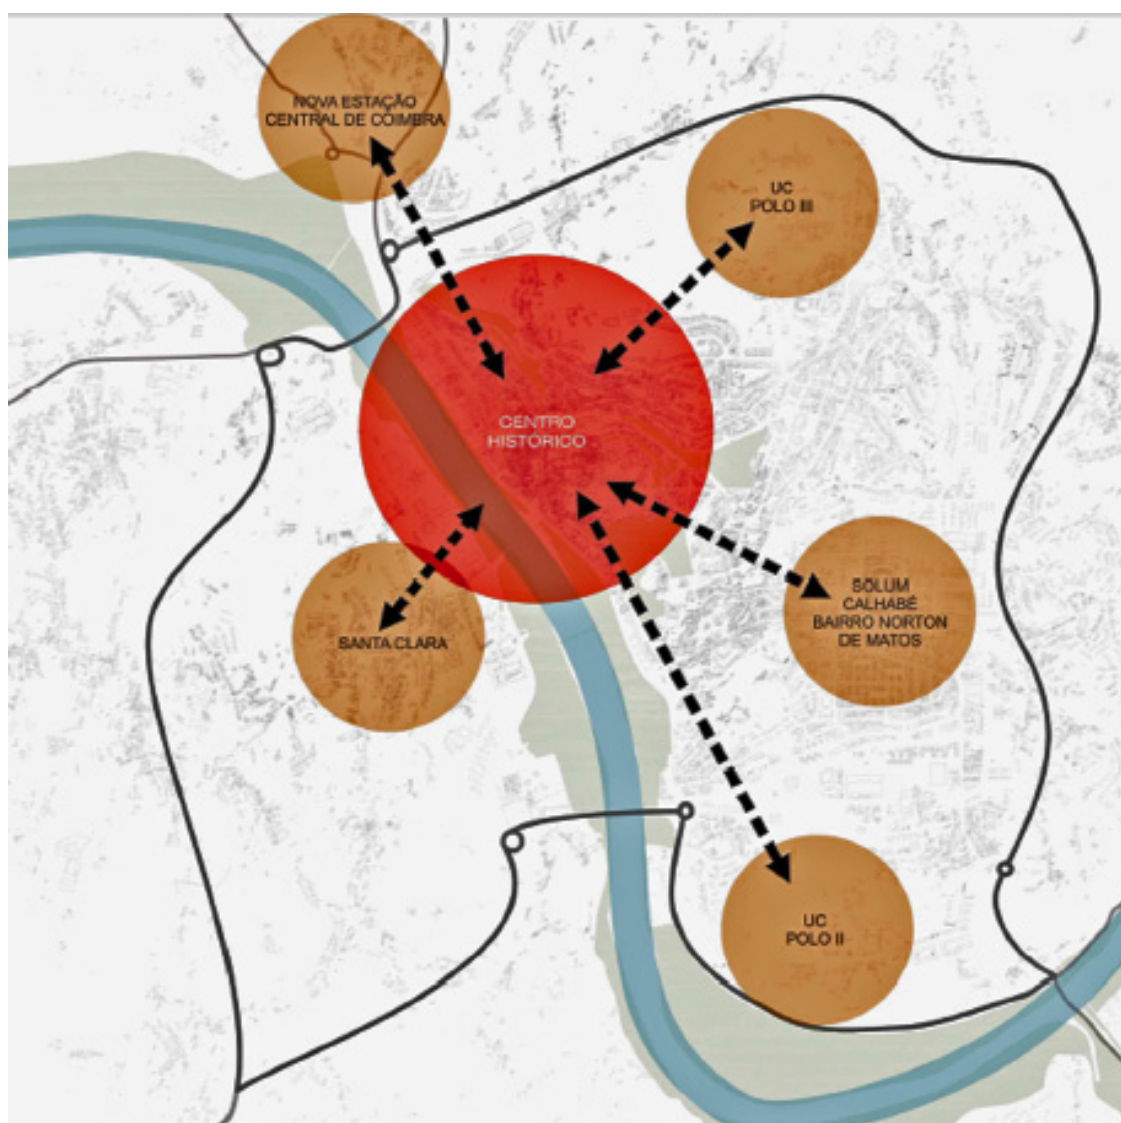 NOVA ESTAÇÃO
CENTRAL DE COIMBRA
UC
POLO III
CENTRO
HISTÓRICO
SOLUM
CALHABÉ
BAIRRO NORTON
DE MATOS
SANTA CLARA
UC
POLO II